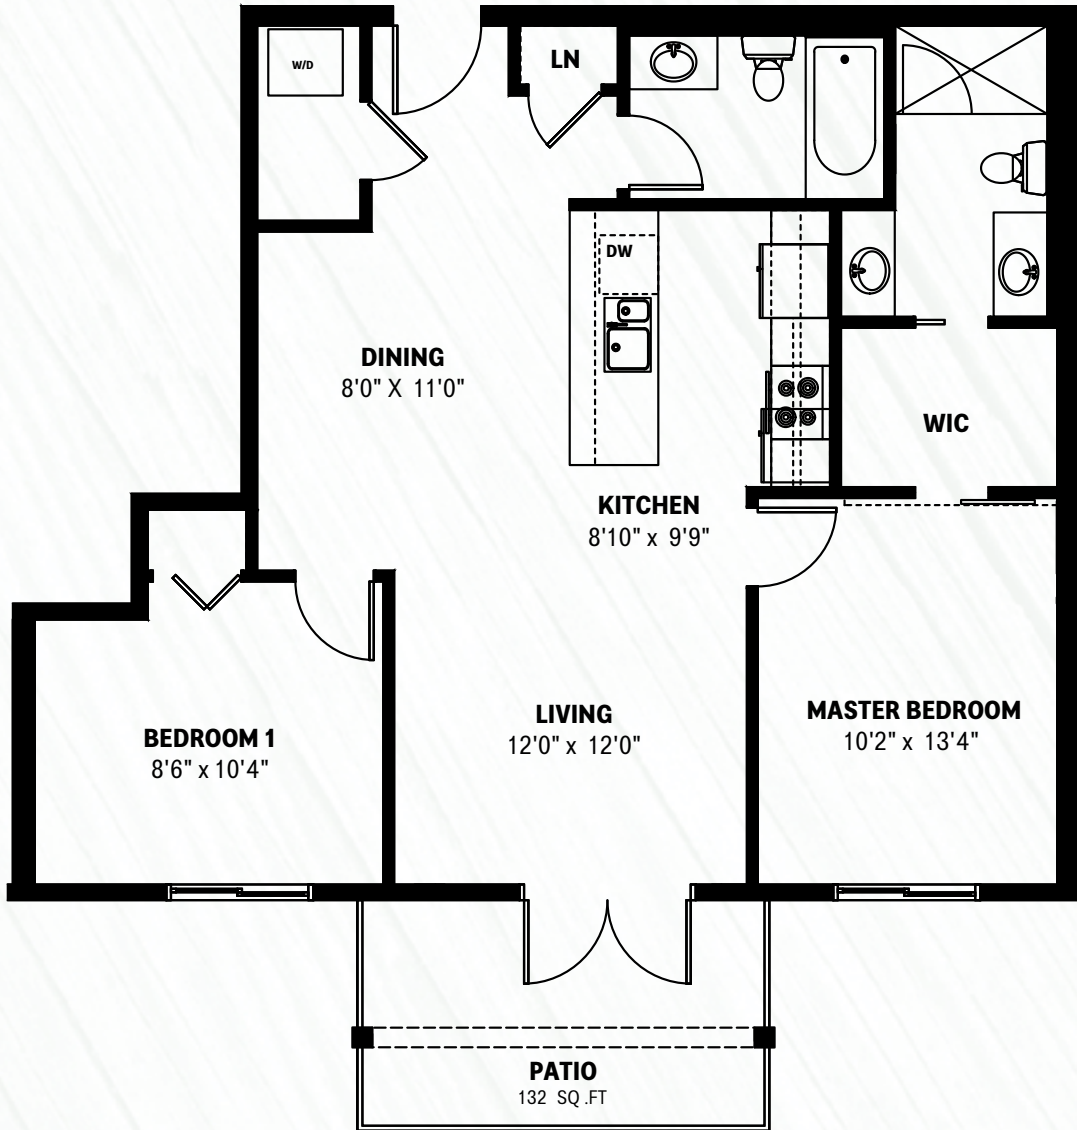 W/D
LN
DW
DINING
8'0" X 11'0"
WIC
KITCHEN
8'10" x 9'9"
BEDROOM 1
8'6" x 10'4"
LIVING
12'0" x 12'0"
MASTER BEDROOM
10'2" x 13'4"
PATIO
132 SQ .FT